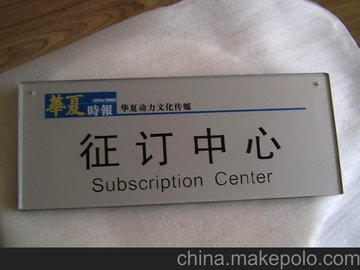 華夏時報 CHINA TIMES 华夏动力文化传媒
征订中心
Subscription Center
china.makepolo.com